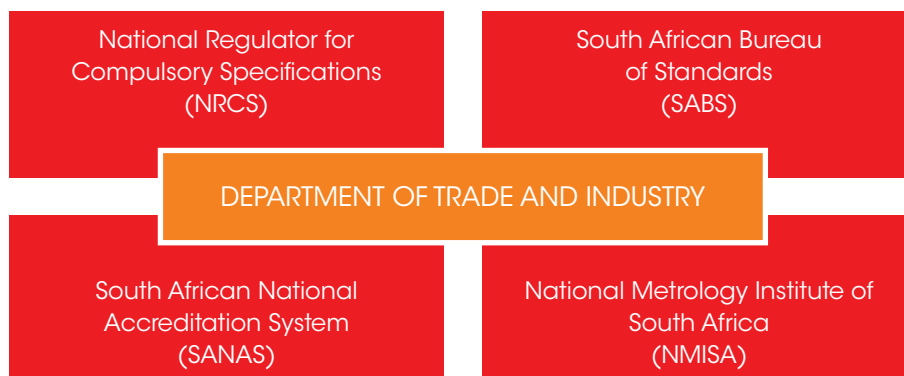 National Regulator for
Compulsory Specifications
(NRCS)
South African Bureau
of Standards
(SABS)
DEPARTMENT OF TRADE AND INDUSTRY
South African National
Accreditation System
(SANAS)
National Metrology Institute of
South Africa
(NMISA)